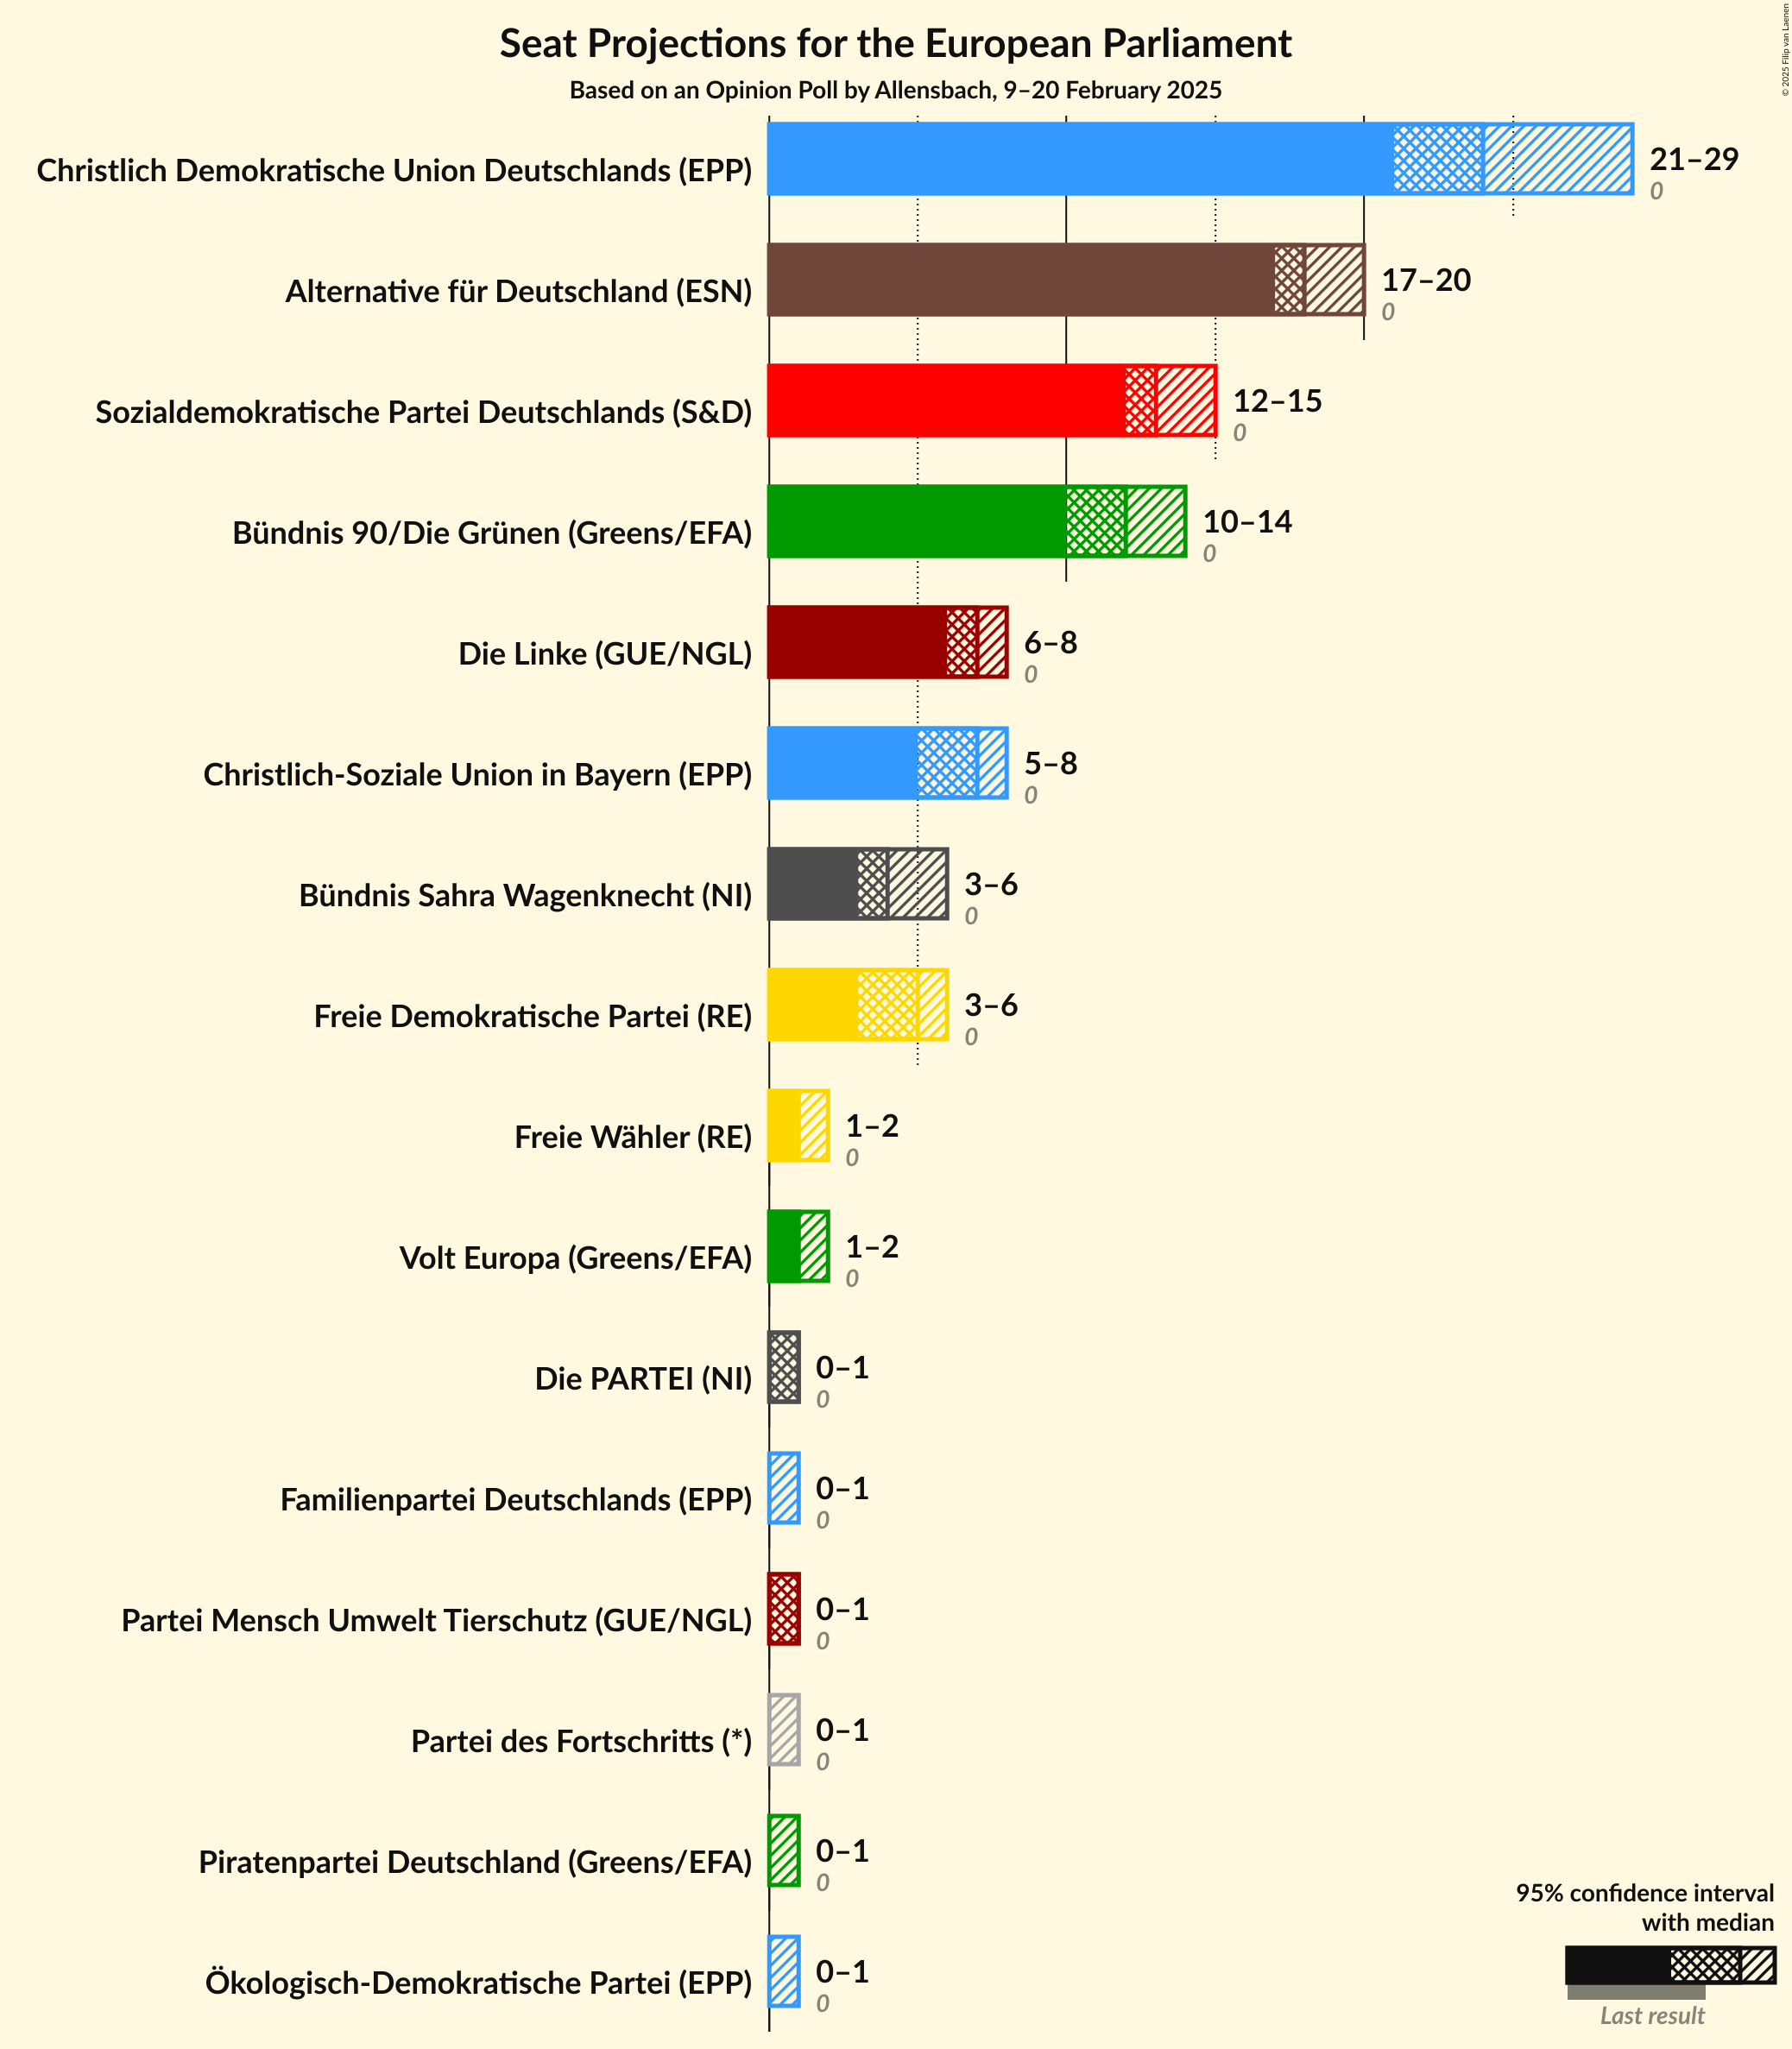 Seat Projections for the European Parliament
Based on an Opinion Poll by Allensbach, 9–20 February 2025
© 2025 Filip van Laenen
Christlich Demokratische Union Deutschlands (EPP)
21–29
0
Alternative für Deutschland (ESN)
17–20
0
Sozialdemokratische Partei Deutschlands (S&D)
12–15
0
Bündnis 90/Die Grünen (Greens/EFA)
10–14
0
Die Linke (GUE/NGL)
6–8
0
Christlich-Soziale Union in Bayern (EPP)
5–8
0
Bündnis Sahra Wagenknecht (NI)
3–6
0
Freie Demokratische Partei (RE)
3–6
0
Freie Wähler (RE)
1–2
0
Volt Europa (Greens/EFA)
1–2
0
Die PARTEI (NI)
0–1
0
Familienpartei Deutschlands (EPP)
0–1
0
Partei Mensch Umwelt Tierschutz (GUE/NGL)
0–1
0
Partei des Fortschritts (*)
0–1
0
Piratenpartei Deutschland (Greens/EFA)
0–1
0
Ökologisch-Demokratische Partei (EPP)
0–1
0
95% confidence interval
with median
Last result